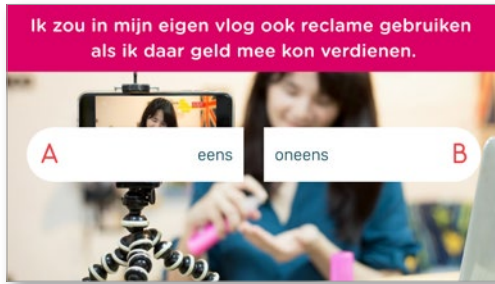 Ik zou in mijn eigen vlog ook reclame gebruiken
als ik daar geld mee kon verdienen.
A eens oneens B